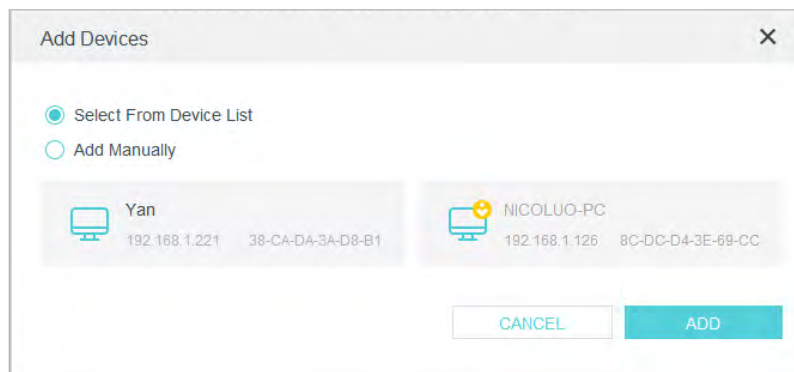 Add Devices
Select From Device List
Add Manually
Yan
192.168.1.221 38-CA-DA-3A-D8-B1
NICOLUO-PC
192.168.1.126 8C-DC-D4-3E-69-CC
CANCEL ADD